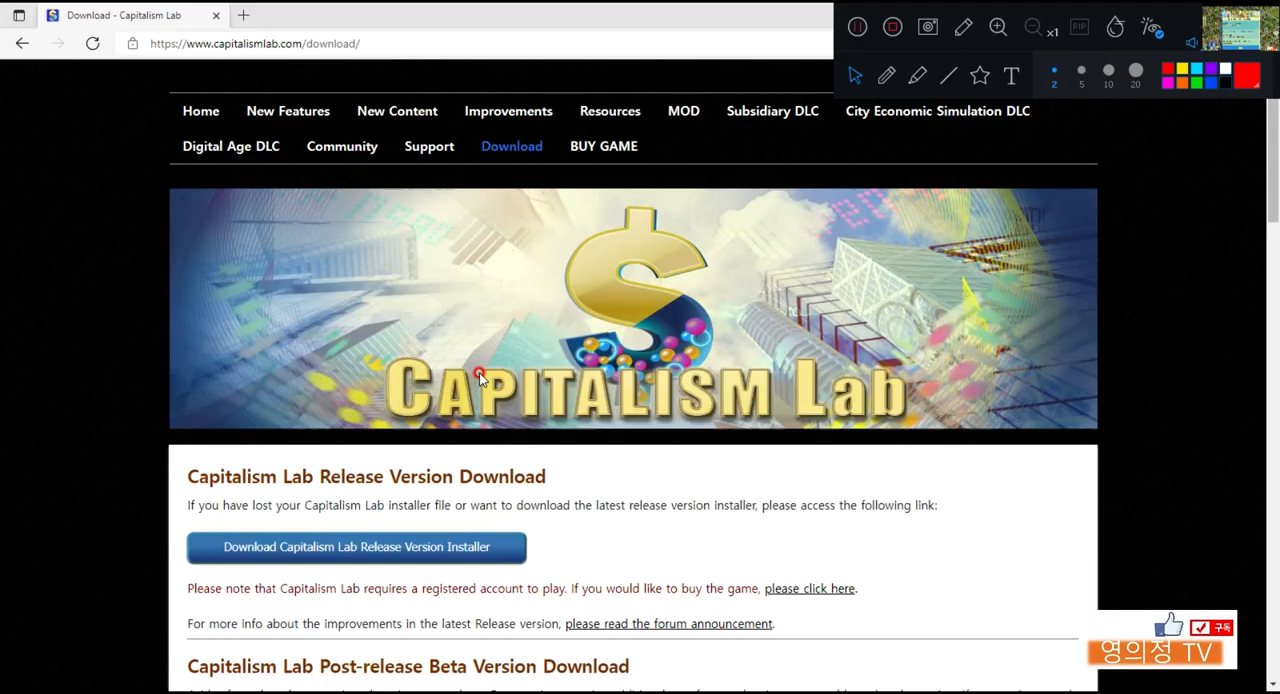 Download - Capitalism Lab
https://www.capitalismlab.com/download/
x1
PIP
T
2
5
10
20
Home New Features New Content Improvements Resources MOD Subsidiary DLC City Economic Simulation DLC
Digital Age DLC Community Support Download BUY GAME
CAPITALISM Lab
Capitalism Lab Release Version Download
If you have lost your Capitalism Lab installer file or want to download the latest release version installer, please access the following link:
Download Capitalism Lab Release Version Installer
Please note that Capitalism Lab requires a registered account to play. If you would like to buy the game, please click here.
For more info about the improvements in the latest Release version, please read the forum announcement.
구독
영의정 TV
Capitalism Lab Post-release Beta Version Download